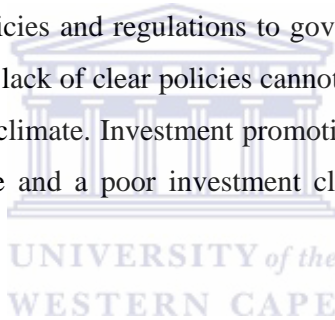 icies and regulations to gov
lack of clear policies cannot
climate. Investment promoti
e and a poor investment cl
UNIVERSITY of the
WESTERN CAPE